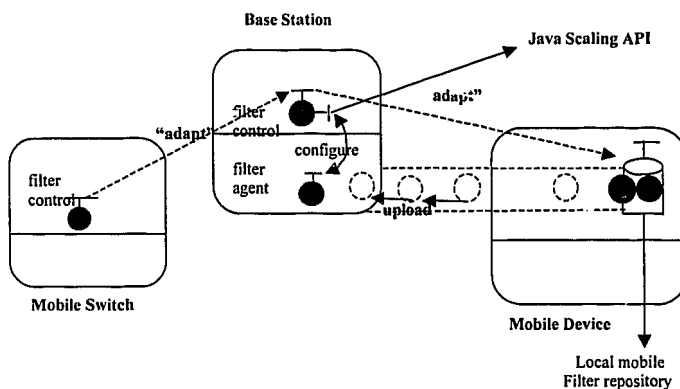 Base Station
Java Scaling API
filter
control
adapt"
"adapt"
configure
filter
agent
filter
control
upload
Mobile Switch
Mobile Device
Local mobile
Filter repository